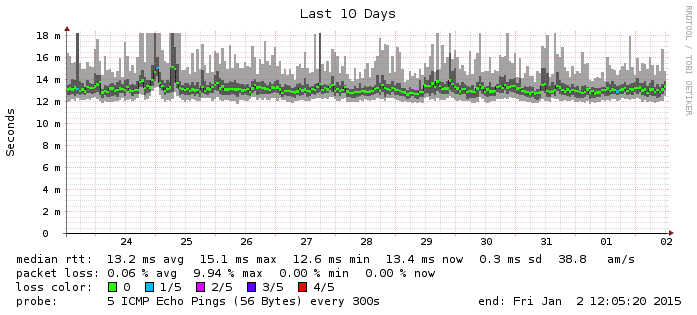 Last 10 Days
RRDTOOL / TOBI OETIKER
Seconds
18 m
16 m
14 m
12 m
10 m
8 m
6 m
4 m
2 m
0
24 25 26 27 28 29 30 31 01 02
median rtt: 13.2 ms avg 15.1 ms max 12.6 ms min 13.4 ms now 0.3 ms sd 38.8 am/s
packet loss: 0.06 % avg 9.94 % max 0.00 % min 0.00 % now
loss color: 0 1/5 2/5 3/5 4/5
probe: 5 ICMP Echo Pings (56 Bytes) every 300s end: Fri Jan 2 12:05:20 2015